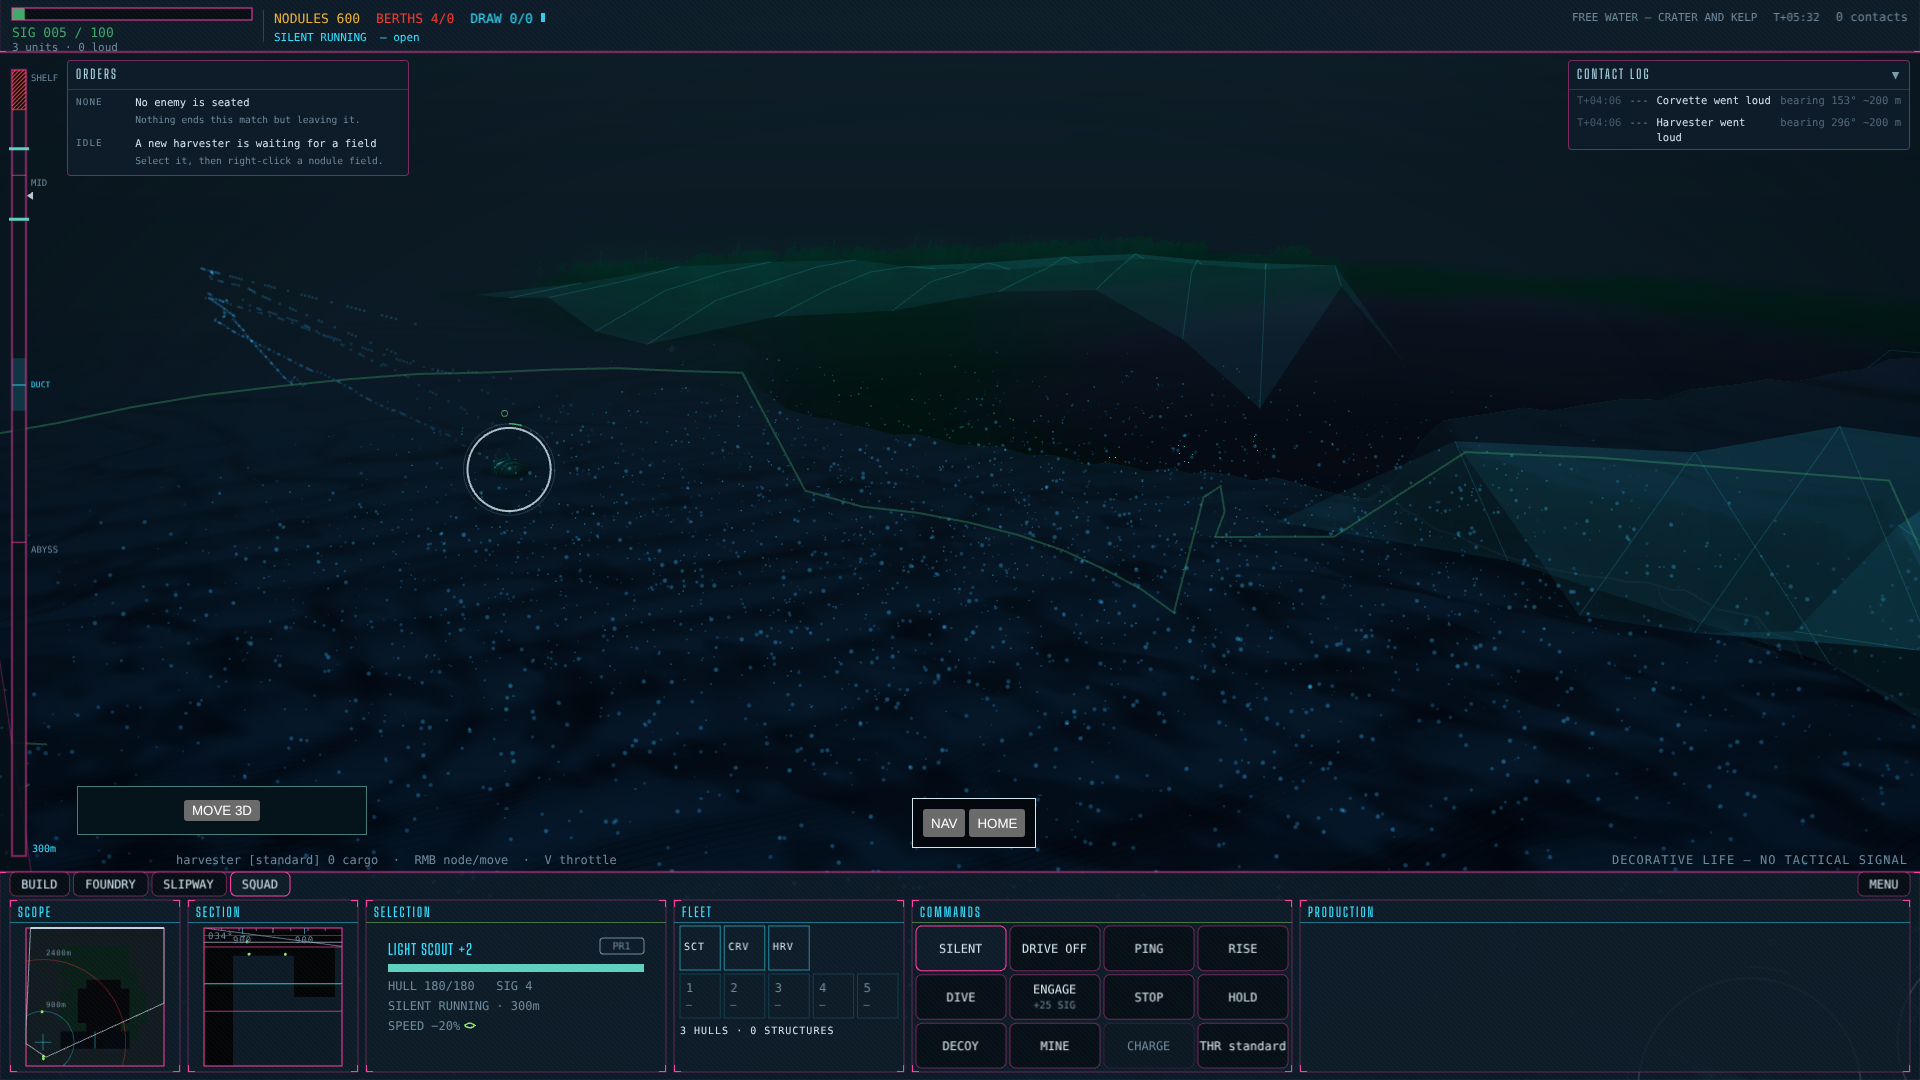 SIG 005 / 100
3 units · 0 loud
NODULES 600 BERTHS 4/0 DRAW 0/0
SILENT RUNNING — open
FREE WATER — CRATER AND KELP T+05:32 0 contacts
SHELF
MID
DUCT
ABYSS
300m
ORDERS
NONE No enemy is seated
Nothing ends this match but leaving it.
IDLE A new harvester is waiting for a field
Select it, then right-click a nodule field.
CONTACT LOG ▼
T+04:06 --- Corvette went loud bearing 153° ~200 m
T+04:06 --- Harvester went loud bearing 296° ~200 m
MOVE 3D
NAV HOME
harvester [standard] 0 cargo · RMB node/move · V throttle
DECORATIVE LIFE — NO TACTICAL SIGNAL
BUILD FOUNDRY SLIPWAY SQUAD
MENU
SCOPE
2400m
900m
SECTION
034°
900 900
SELECTION
LIGHT SCOUT +2 PR1
HULL 180/180 SIG 4
SILENT RUNNING · 300m
SPEED −20%
FLEET
SCT CRV HRV
1 2 3 4 5
— — — — —
3 HULLS · 0 STRUCTURES
COMMANDS
SILENT DRIVE OFF PING RISE
DIVE ENGAGE STOP HOLD
+25 SIG
DECOY MINE CHARGE THR standard
PRODUCTION